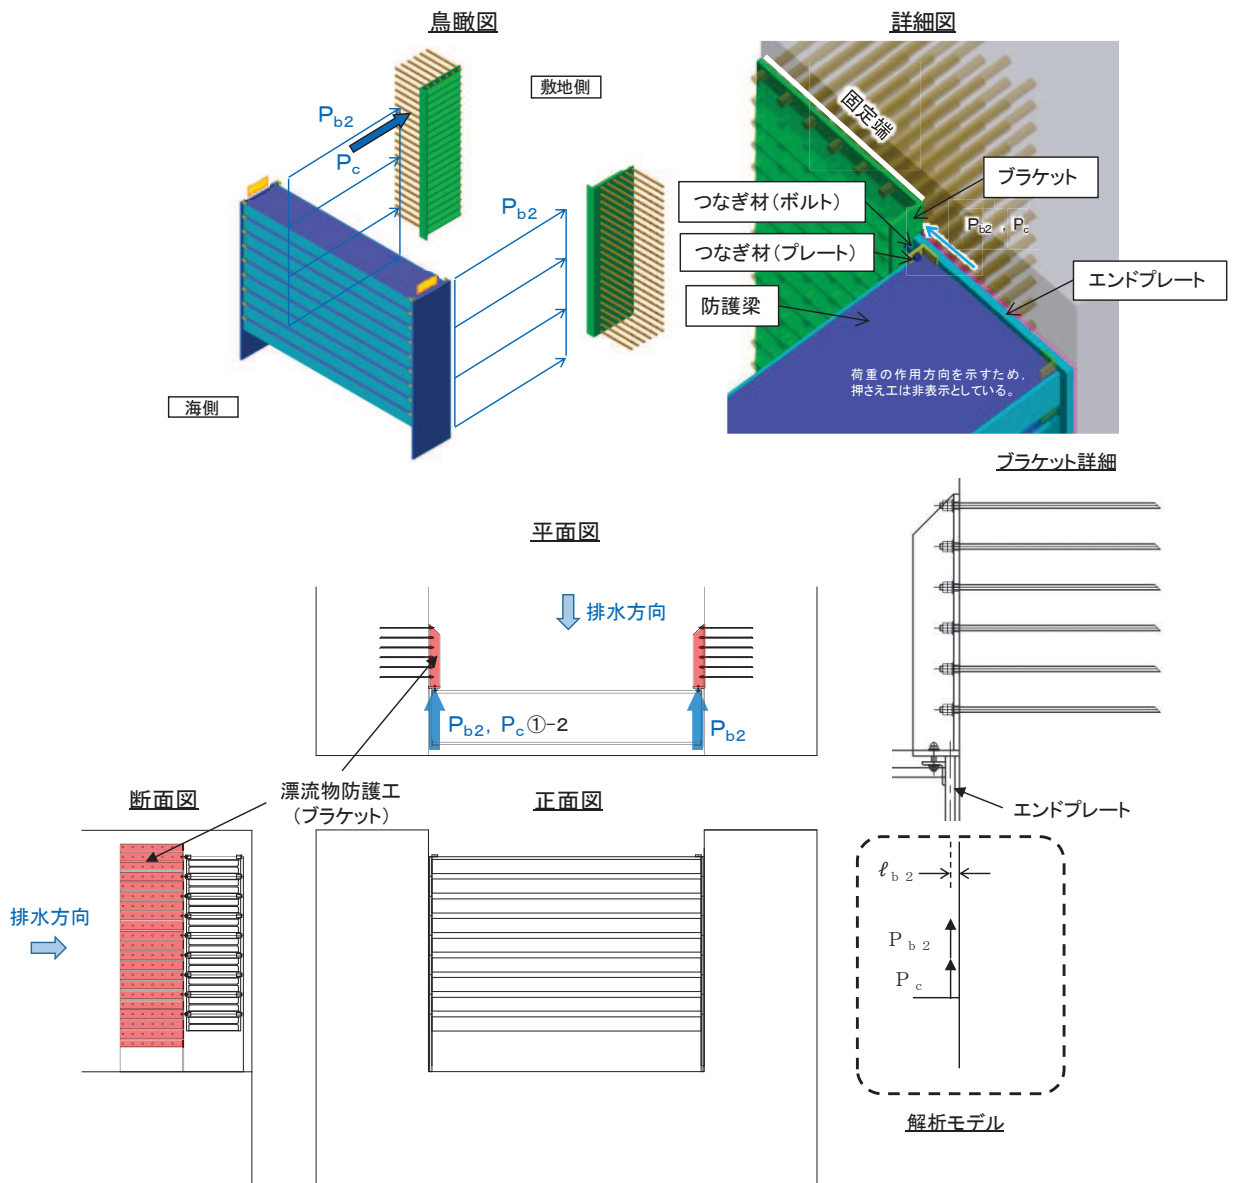 鳥瞰図
敷地側
Pb2
Pc
Pb2
海側
詳細図
固定端
ブラケット
つなぎ材(ボルト)
Pb2 , Pc
つなぎ材(プレート)
エンドプレート
防護梁
荷重の作用方向を示すため,
押さえ工は非表示としている。
ブラケット詳細
平面図
排水方向
Pb2, Pc①-2
Pb2
エンドプレート
断面図
漂流物防護工
(ブラケット)
正面図
排水方向
ℓb2
Pb2
Pc
解析モデル